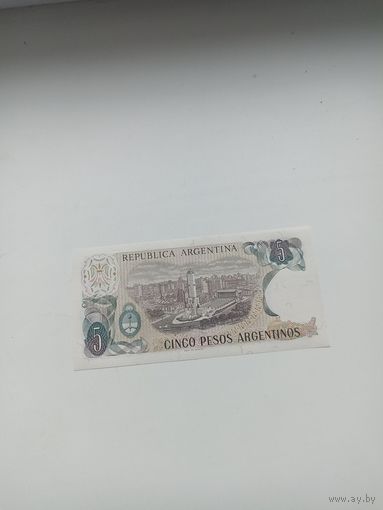 5
REPUBLICA ARGENTINA
5
CINCO PESOS ARGENTINOS
www.ay.by